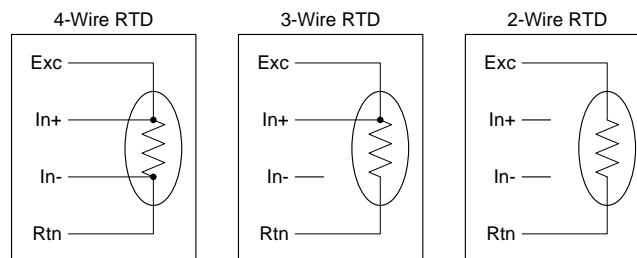 4-Wire RTD
Exc
In+
In-
Rtn
3-Wire RTD
Exc
In+
In-
Rtn
2-Wire RTD
Exc
In+
In-
Rtn